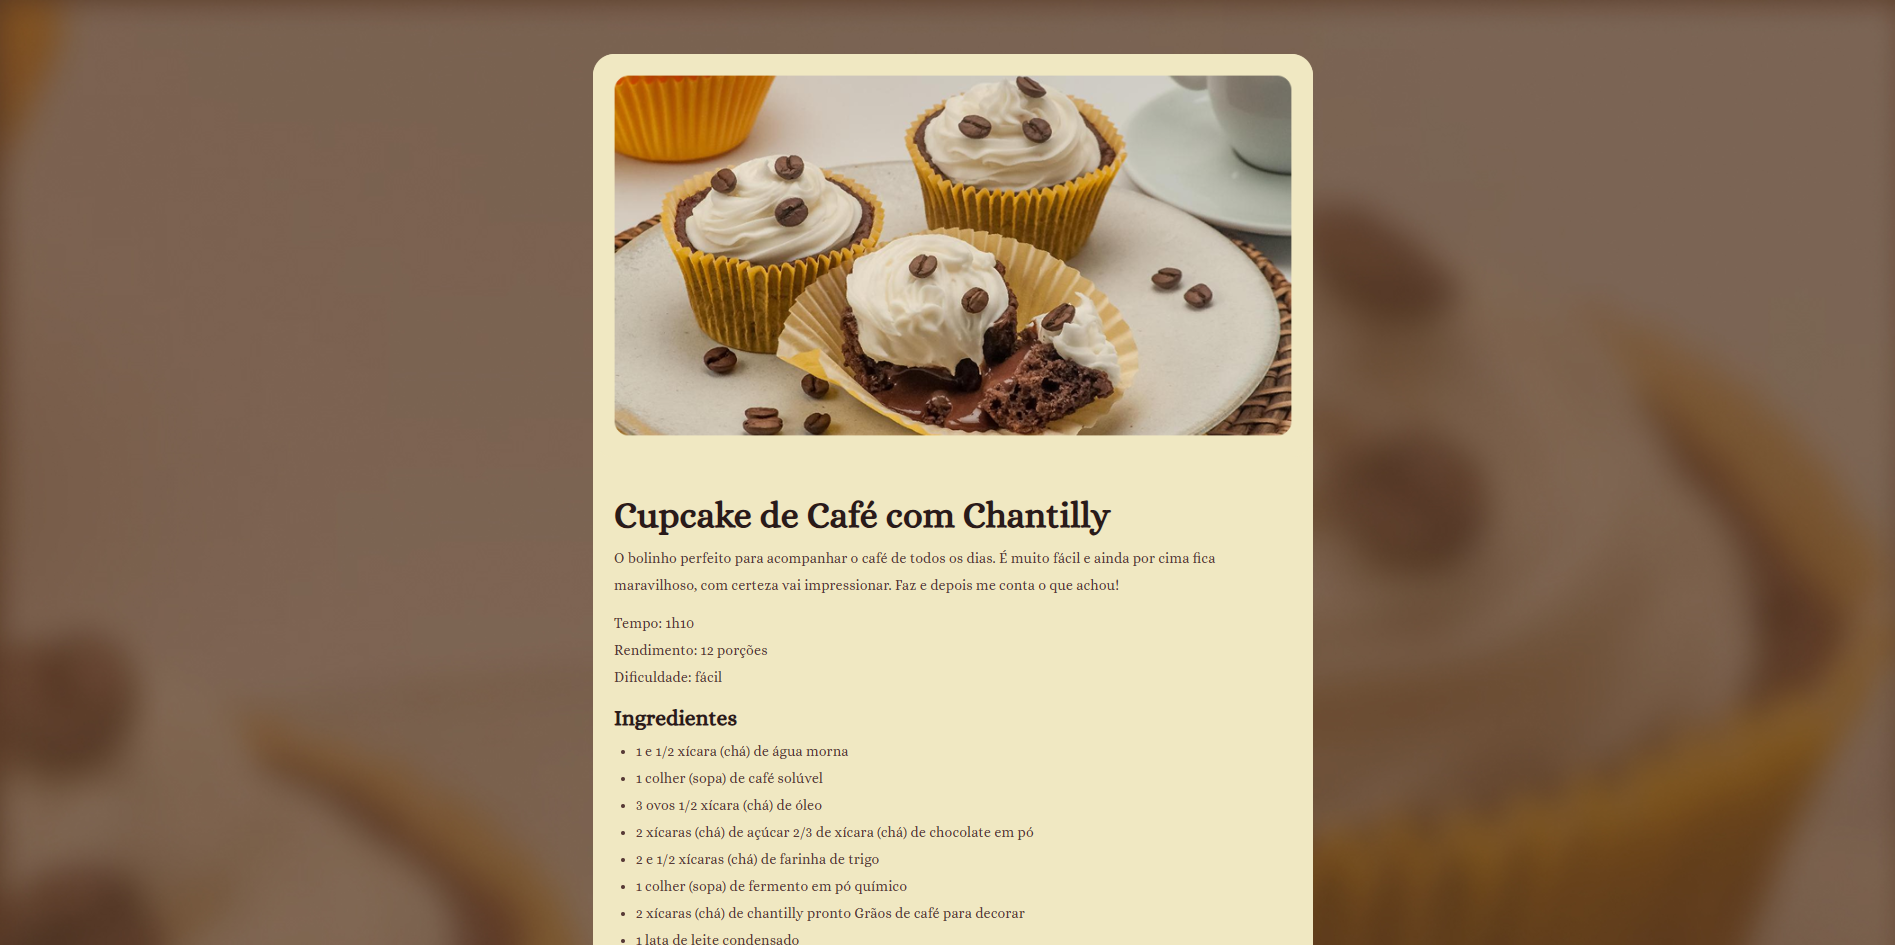 Cupcake de Café com Chantilly
O bolinho perfeito para acompanhar o café de todos os dias. É muito fácil e ainda por cima fica
maravilhoso, com certeza vai impressionar. Faz e depois me conta o que achou!
Tempo: 1h10
Rendimento: 12 porções
Dificuldade: fácil
Ingredientes
• 1 e 1/2 xícara (chá) de água morna
• 1 colher (sopa) de café solúvel
• 3 ovos 1/2 xícara (chá) de óleo
• 2 xícaras (chá) de açúcar 2/3 de xícara (chá) de chocolate em pó
• 2 e 1/2 xícaras (chá) de farinha de trigo
• 1 colher (sopa) de fermento em pó químico
• 2 xícaras (chá) de chantilly pronto Grãos de café para decorar
• 1 lata de leite condensado